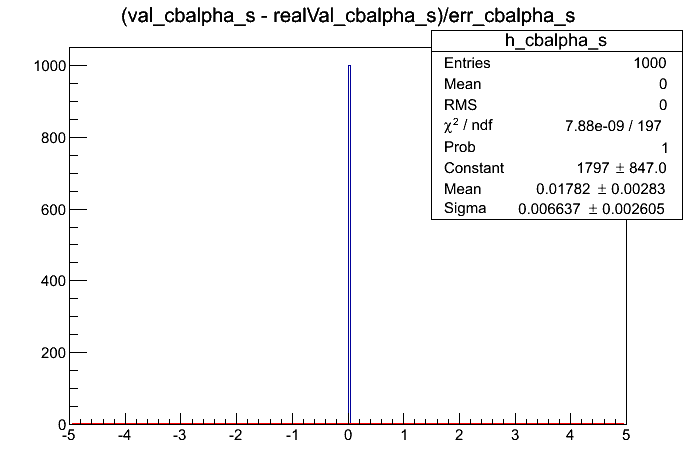 (val_cbalpha_s - realVal_cbalpha_s)/err_cbalpha_s
h_cbalpha_s
Entries 1000
Mean 0
RMS 0
χ² / ndf 7.88e-09 / 197
Prob 1
Constant 1797 ± 847.0
Mean 0.01782 ± 0.00283
Sigma 0.006637 ± 0.002605
1000
800
600
400
200
0
-5 -4 -3 -2 -1 0 1 2 3 4 5